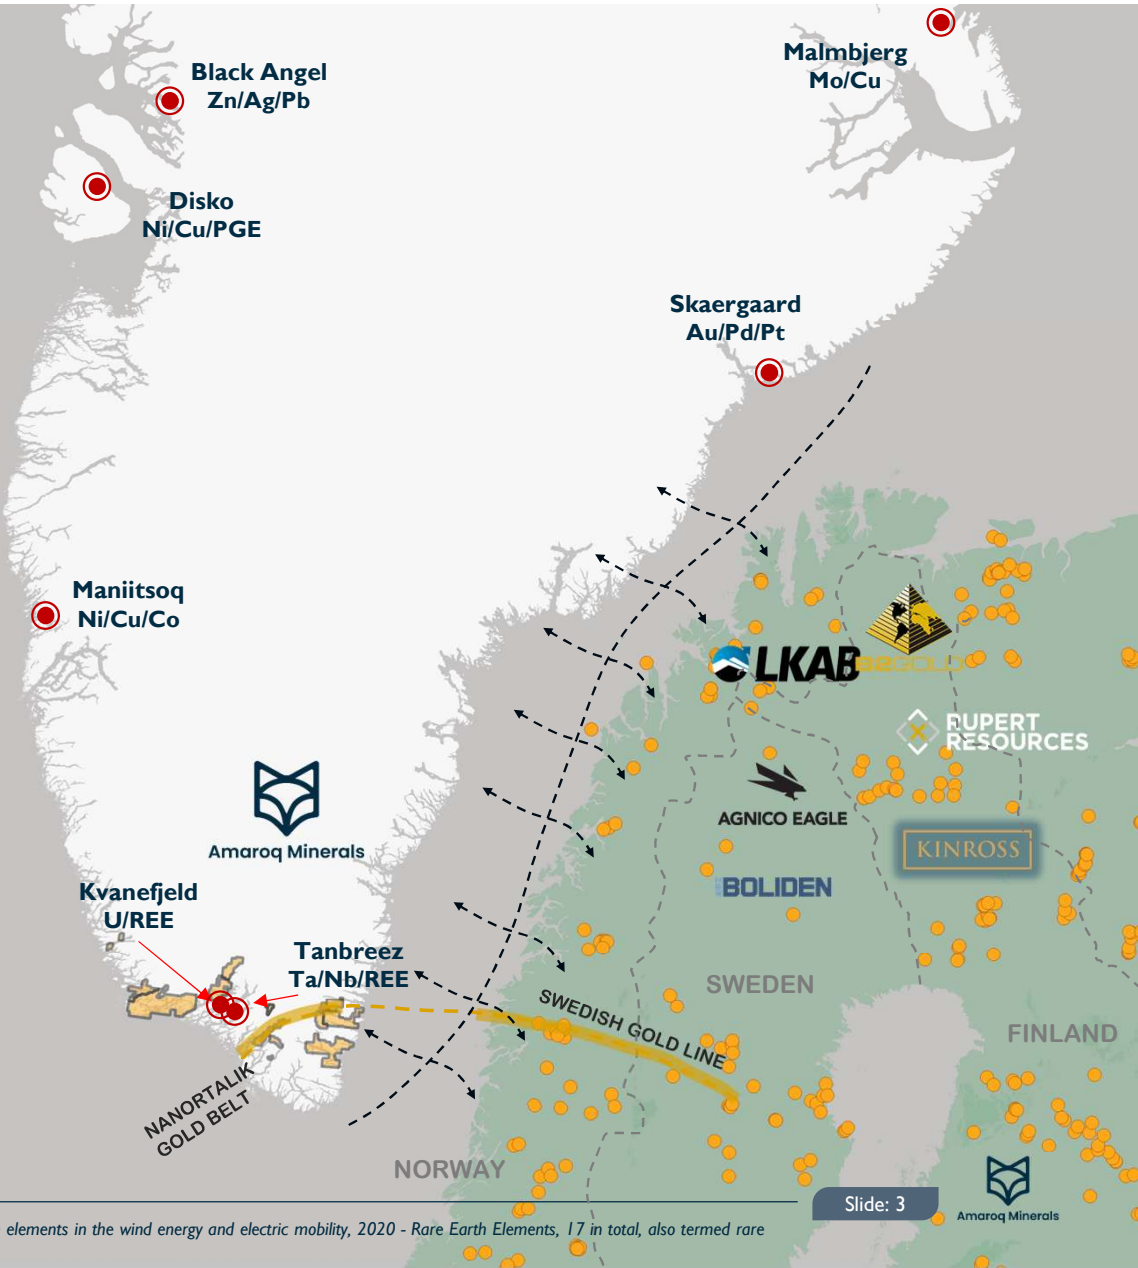 Malmbjerg
Mo/Cu
Black Angel
Zn/Ag/Pb
Disko
Ni/Cu/PGE
Skaergaard
Au/Pd/Pt
Maniitsoq
Ni/Cu/Co
LKAB
B2GOLD
RUPERT
RESOURCES
AGNICO EAGLE
KINROSS
BOLIDEN
Amaroq Minerals
Kvanefjeld
U/REE
Tanbreez
Ta/Nb/REE
SWEDEN
SWEDISH GOLD LINE
FINLAND
NANORTALIK
GOLD BELT
NORWAY
Slide: 3
Amaroq Minerals
elements in the wind energy and electric mobility, 2020 - Rare Earth Elements, 17 in total, also termed rare